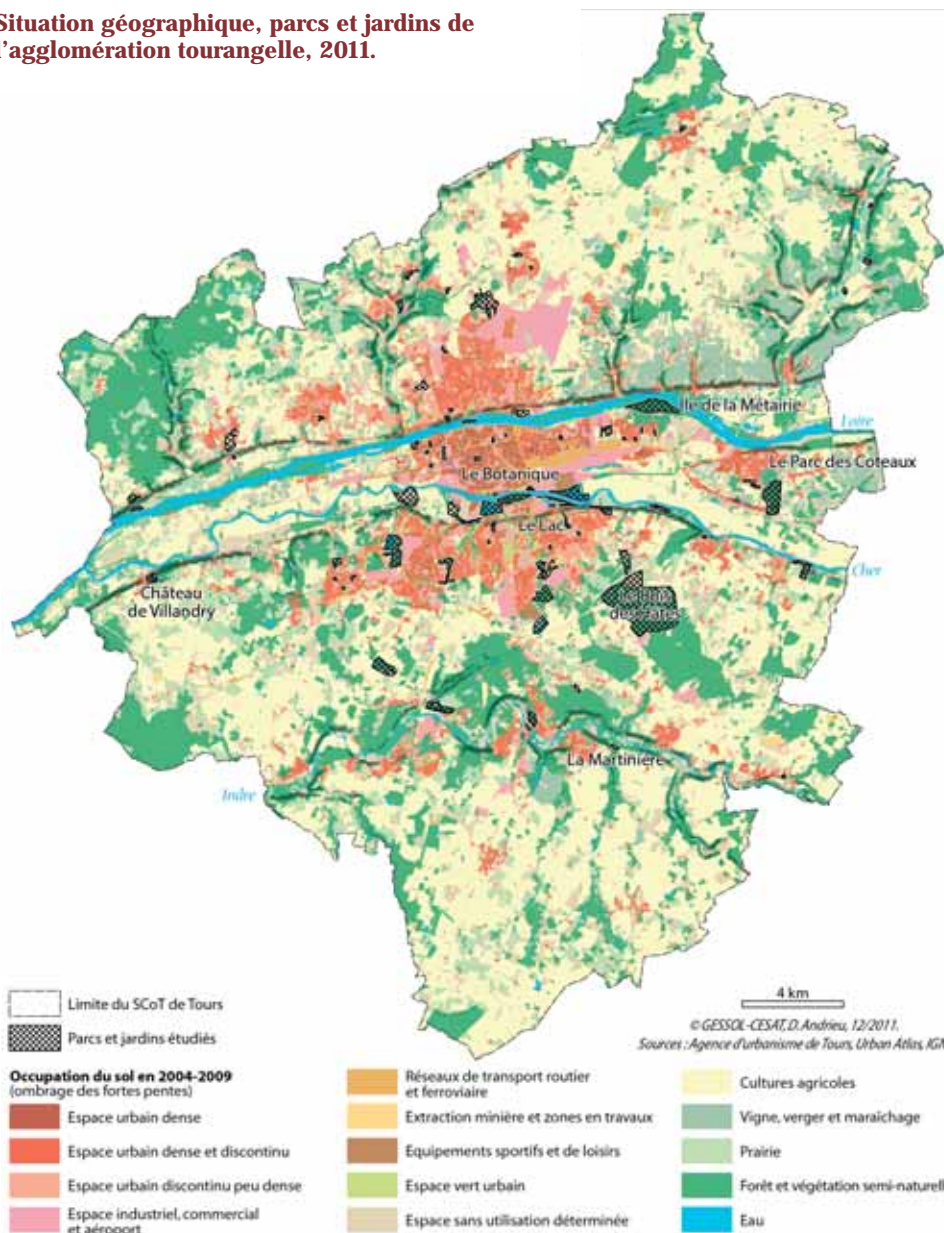 Situation géographique, parcs et jardins de
l'agglomération tourangelle, 2011.
Ile de la Métairie
Loire
Le Botanique
Le Parc des Coteaux
Le Lac
Cher
Château
de Villandry
Le Bois
des Hâtes
La Martinière
Indre
Limite du SCoT de Tours
Parcs et jardins étudiés
4 km
© GESSOL-CESAT, D. Andrieu, 12/2011.
Sources : Agence d'urbanisme de Tours, Urban Atlas, IGN
Occupation du sol en 2004-2009
(ombrage des fortes pentes)
Espace urbain dense
Espace urbain dense et discontinu
Espace urbain discontinu peu dense
Espace industriel, commercial
et aéroport
Réseaux de transport routier
et ferroviaire
Extraction minière et zones en travaux
Equipements sportifs et de loisirs
Espace vert urbain
Espace sans utilisation déterminée
Cultures agricoles
Vigne, verger et maraîchage
Prairie
Forêt et végétation semi-naturelle
Eau